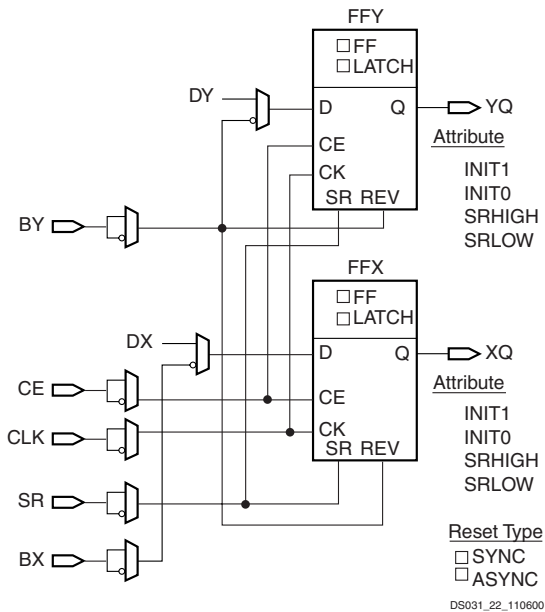 FFY
FF
LATCH
DY
D
Q
YQ
CE
CK
SR REV
Attribute
INIT1
INIT0
SRHIGH
SRLOW
BY
FFX
FF
LATCH
DX
D
Q
XQ
CE
CE
CLK
CK
SR REV
Attribute
INIT1
INIT0
SRHIGH
SRLOW
SR
BX
Reset Type
SYNC
ASYNC
DS031_22_110600